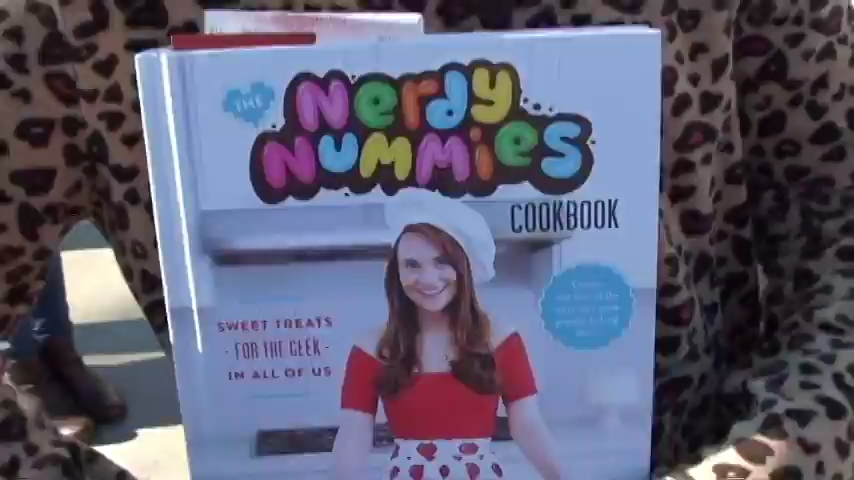 THE
Nerdy
NUMMies
COOKBOOK
SWEET TREATS
- FOR THE GEEK -
IN ALL OF US